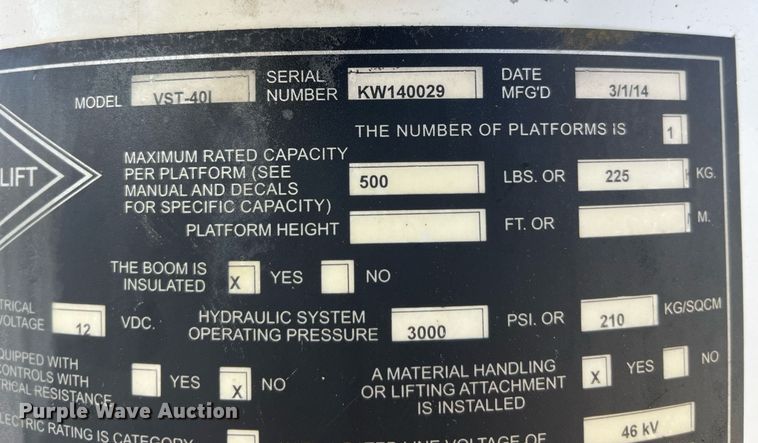 MODEL VST-40I SERIAL NUMBER KW140029 DATE MFG'D 3/1/14
THE NUMBER OF PLATFORMS IS 1
LIFT
MAXIMUM RATED CAPACITY
PER PLATFORM (SEE
MANUAL AND DECALS
FOR SPECIFIC CAPACITY) 500 LBS. OR 225 KG.
PLATFORM HEIGHT FT. OR M.
THE BOOM IS
INSULATED X YES NO
VOLTAGE 12 VDC. HYDRAULIC SYSTEM
OPERATING PRESSURE 3000 PSI. OR 210 KG/SQCM
WITH
CONTROLS WITH
RESISTANCE YES X NO
A MATERIAL HANDLING
OR LIFTING ATTACHMENT
IS INSTALLED X YES NO
Purple Wave Auction
RATING IS CATEGORY
LINE VOLTAGE OF 46 kV